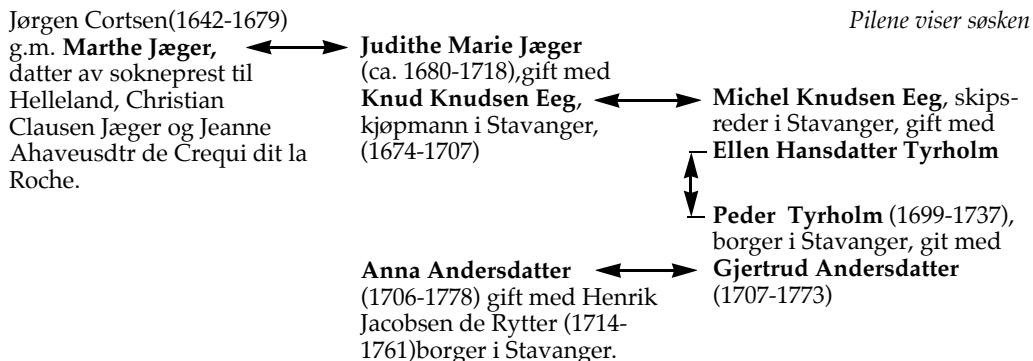 Jørgen Cortsen(1642-1679)
g.m. Marthe Jæger,
datter av sokneprest til
Helleland, Christian
Clausen Jæger og Jeanne
Ahaveusdtr de Crequi dit la
Roche.
Judithe Marie Jæger
(ca. 1680-1718),gift med
Knud Knudsen Eeg,
kjøpmann i Stavanger,
(1674-1707)
Pilene viser søsken
Michel Knudsen Eeg, skips-
reder i Stavanger, gift med
Ellen Hansdatter Tyrholm
Peder Tyrholm (1699-1737),
borger i Stavanger, git med
Gjertrud Andersdatter
(1707-1773)
Anna Andersdatter
(1706-1778) gift med Henrik
Jacobsen de Rytter (1714-
1761)borger i Stavanger.